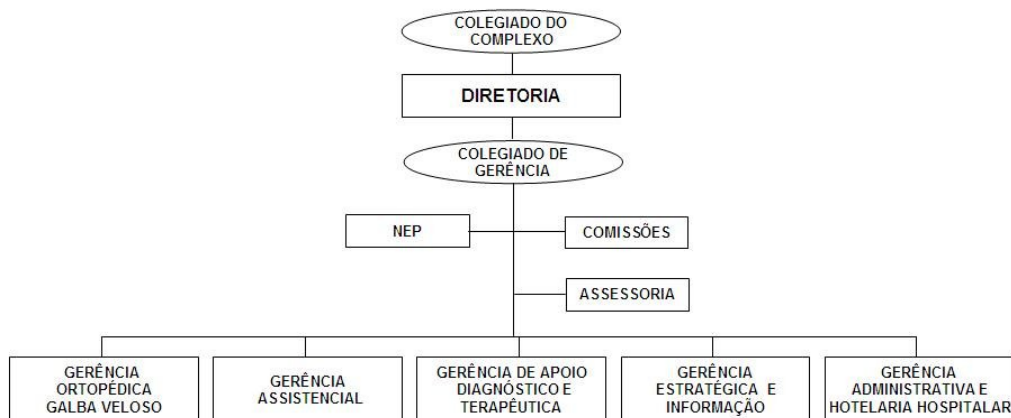 COLEGIADO DO
COMPLEXO
DIRETORIA
COLEGIADO DE
GERÊNCIA
NEP
COMISSÕES
ASSESSORIA
GERÊNCIA
ORTOPÉDICA
GALBA VELOSO
GERÊNCIA
ASSISTENCIAL
GERÊNCIA DE APOIO
DIAGNÓSTICO E
TERAPÊUTICA
GERÊNCIA
ESTRATÉGICA E
INFORMAÇÃO
GERÊNCIA
ADMINISTRATIVA E
HOTELARIA HOSPITALAR